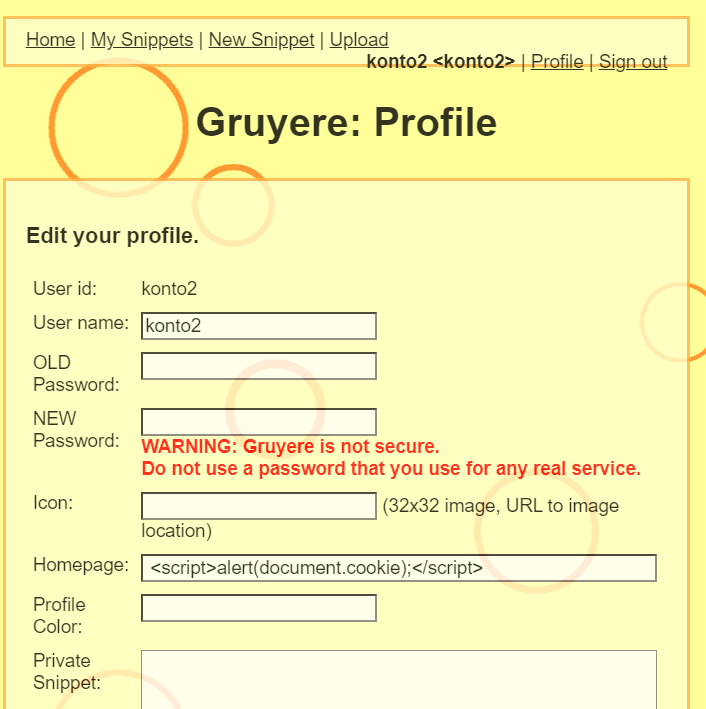 Home | My Snippets | New Snippet | Upload
konto2 <konto2> | Profile | Sign out
Gruyere: Profile
Edit your profile.
User id: konto2
User name: konto2
OLD
Password:
NEW
Password:
WARNING: Gruyere is not secure.
Do not use a password that you use for any real service.
Icon: (32x32 image, URL to image
location)
Homepage: <script>alert(document.cookie);</script>
Profile
Color:
Private
Snippet: